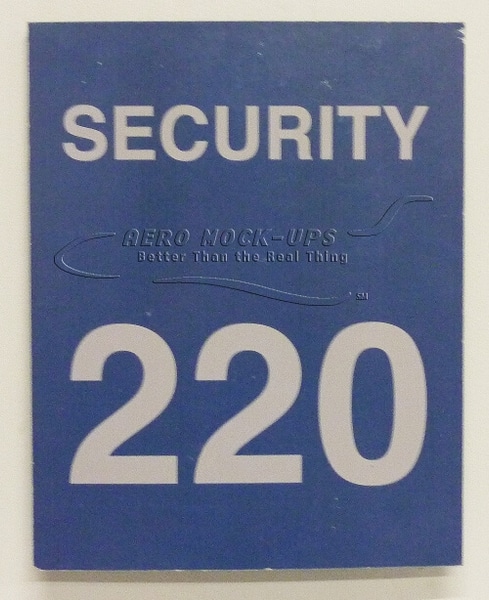 SECURITY
AERO MOCK-UPS
Better Than the Real Thing
SM
220